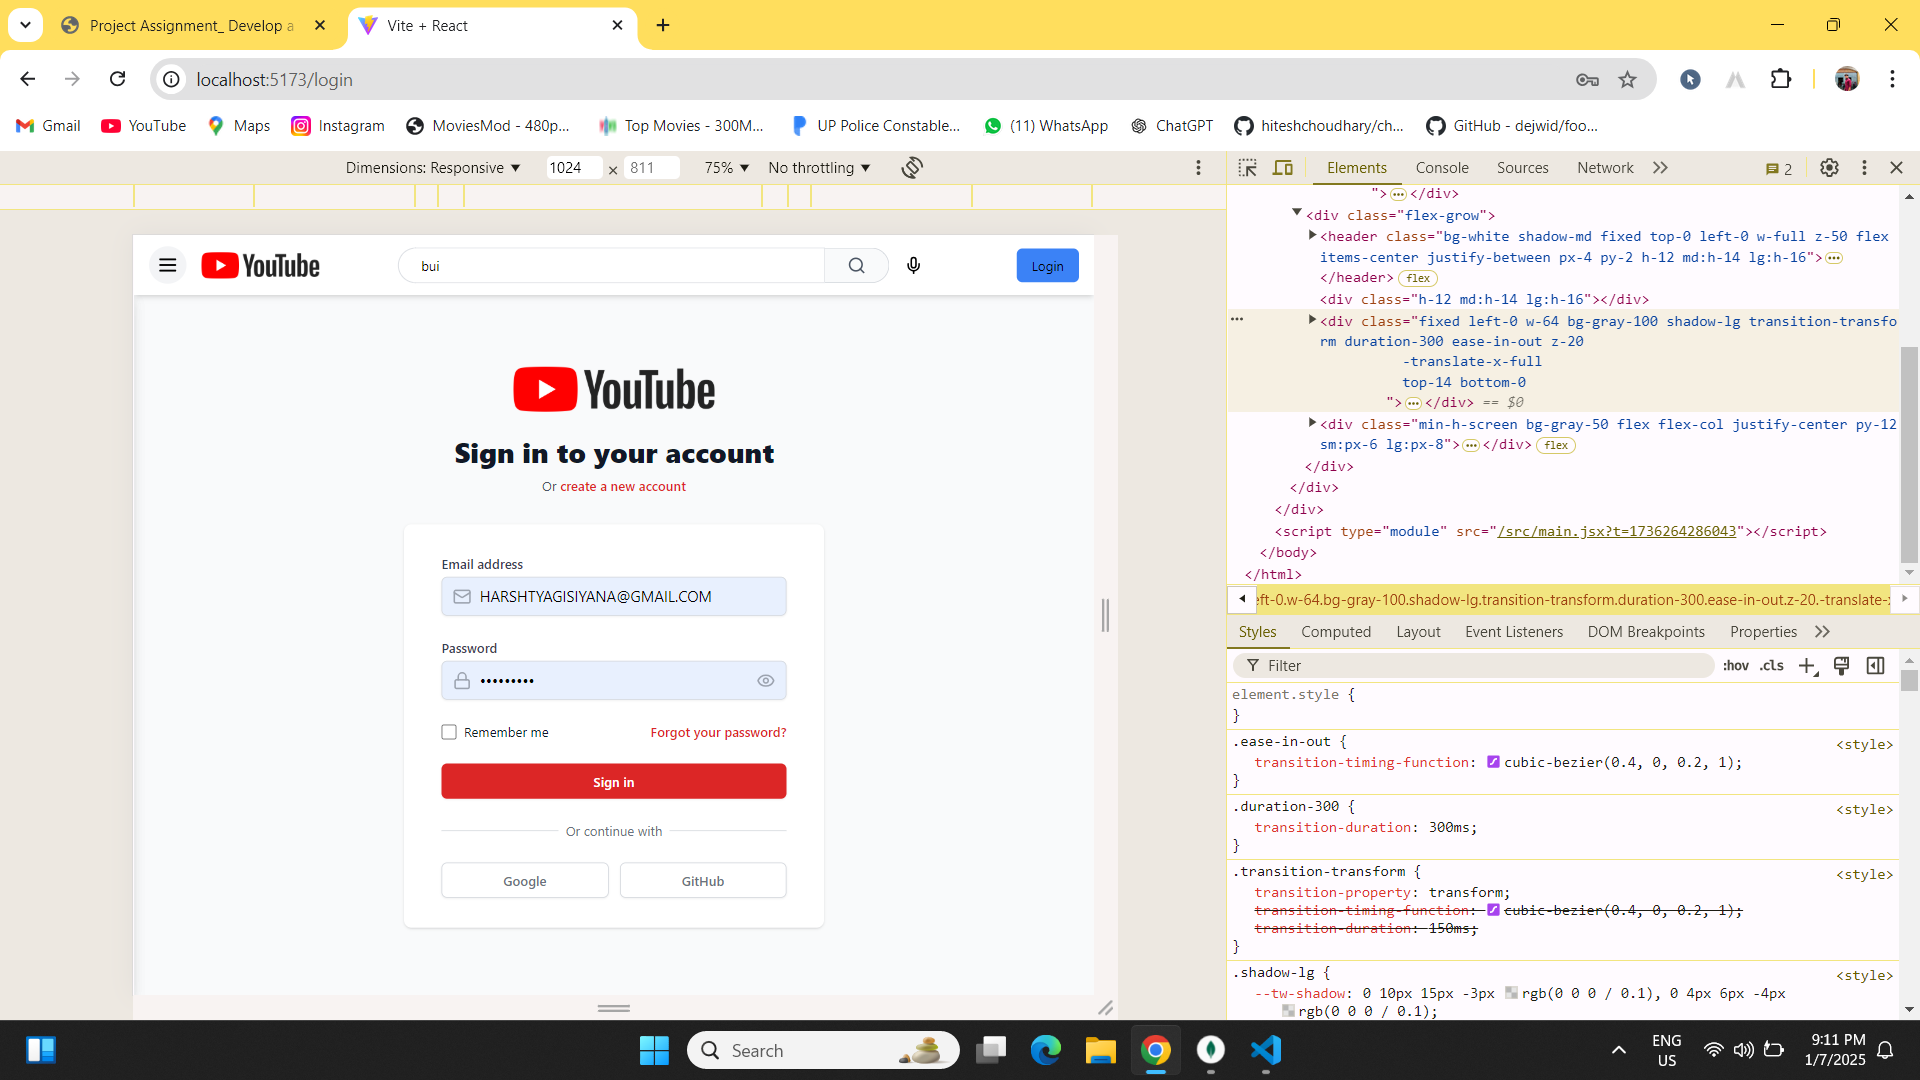 Project Assignment_ Develop a
Vite + React
localhost:5173/login
Gmail
YouTube
Maps
Instagram
MoviesMod - 480p...
Top Movies - 300M...
UP Police Constable...
(11) WhatsApp
ChatGPT
hiteshchoudhary/ch...
GitHub - dejwid/foo...
Dimensions: Responsive
1024 × 811
75%
No throttling
Elements
Console
Sources
Network
2
YouTube
bui
Login
YouTube
Sign in to your account
Or create a new account
Email address
HARSHTYAGISIYANA@GMAIL.COM
Password
•••••••••
Remember me
Forgot your password?
Sign in
Or continue with
Google
GitHub
"> ••• </div>
<div class="flex-grow">
<header class="bg-white shadow-md fixed top-0 left-0 w-full z-50 flex
items-center justify-between px-4 py-2 h-12 md:h-14 lg:h-16"> •••
</header> flex
<div class="h-12 md:h-14 lg:h-16"></div>
<div class="fixed left-0 w-64 bg-gray-100 shadow-lg transition-transfo
rm duration-300 ease-in-out z-20
-translate-x-full
top-14 bottom-0
"> ••• </div> == $0
<div class="min-h-screen bg-gray-50 flex flex-col justify-center py-12
sm:px-6 lg:px-8"> ••• </div> flex
</div>
</div>
</div>
<script type="module" src="/src/main.jsx?t=1736264286043"></script>
</body>
</html>
eft-0.w-64.bg-gray-100.shadow-lg.transition-transform.duration-300.ease-in-out.z-20.-translate-x
Styles
Computed
Layout
Event Listeners
DOM Breakpoints
Properties
Filter
:hov
.cls
element.style {
}
.ease-in-out {
<style>
transition-timing-function: cubic-bezier(0.4, 0, 0.2, 1);
}
.duration-300 {
<style>
transition-duration: 300ms;
}
.transition-transform {
<style>
transition-property: transform;
transition-timing-function: cubic-bezier(0.4, 0, 0.2, 1);
transition-duration: 150ms;
}
.shadow-lg {
<style>
--tw-shadow: 0 10px 15px -3px rgb(0 0 0 / 0.1), 0 4px 6px -4px
rgb(0 0 0 / 0.1);
Search
ENG
US
9:11 PM
1/7/2025